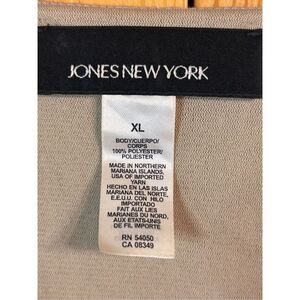 JONES NEW YORK
XL
BODY/CUERPO/
CORPS
100% POLYESTER/
POLIESTER
MADE IN NORTHERN
MARIANA ISLANDS,
USA OF IMPORTED
YARN
HECHO EN LAS ISLAS
MARIANA DEL NORTE,
E.E.U.U. CON HILO
IMPORTADO
FAIT AUX LIES
MARIANES DU NORD,
AUX ETATS-UNIS
DE FIL IMPORTE
RN 54050
CA 08349